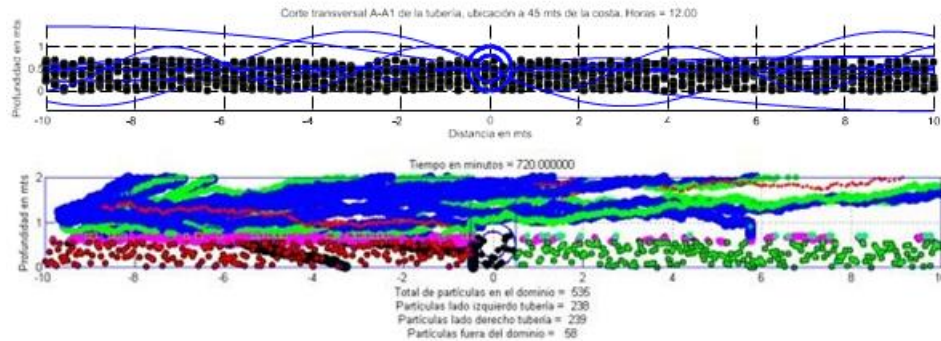 Corte transversal A-A1 de la tubería, ubicación a 45 mts de la costa. Horas = 12.00
Profundidad en mts
1
0.5
0
-10 -8 -6 -4 -2 0 2 4 6 8 10
Distancia en mts
Tiempo en minutos = 720.000000
Profundidad en mts
2
1
0
-10 -8 -6 -4 -2 0 2 4 6 8 10
Total de partículas en el dominio = 535
Partículas lado izquierdo tubería = 238
Partículas lado derecho tubería = 239
Partículas fuera del dominio = 58